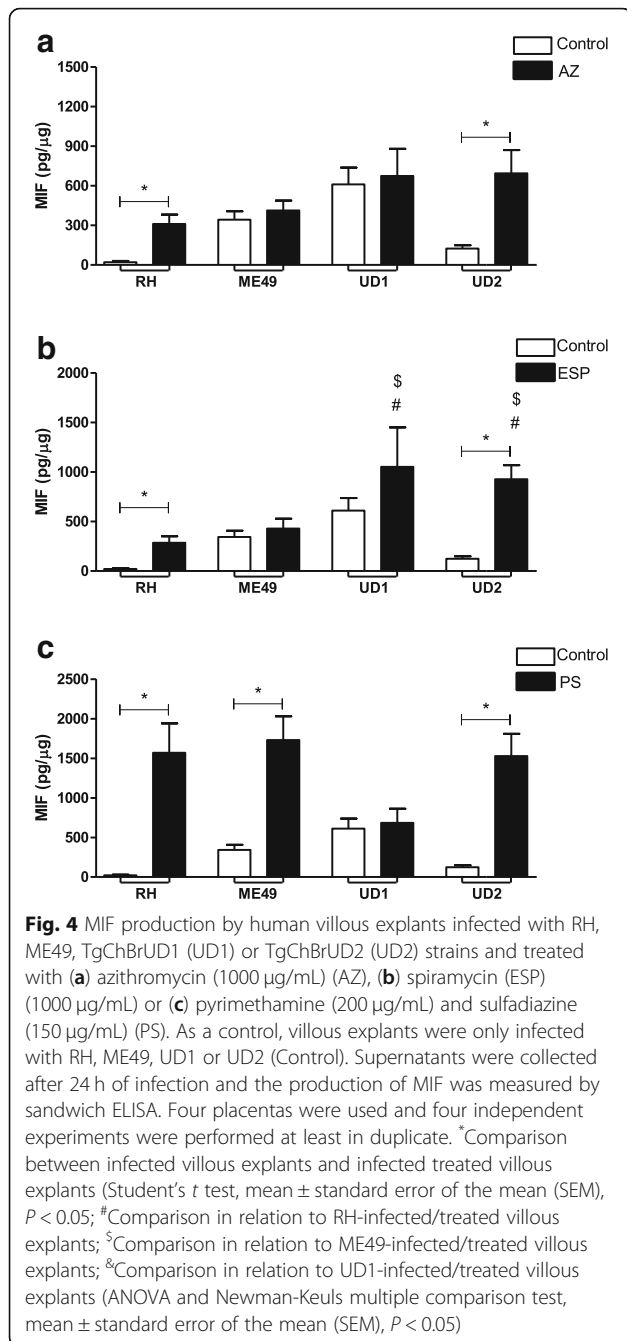 a
Control
AZ
1500
1200
900
600
300
0
MIF (pg/µg)
*
*
RH ME49 UD1 UD2
b
Control
ESP
2000
1500
1000
500
0
MIF (pg/µg)
*
$
#
*
$
#
RH ME49 UD1 UD2
c
Control
PS
2500
2000
1500
1000
500
0
MIF (pg/µg)
*
*
*
RH ME49 UD1 UD2
Fig. 4 MIF production by human villous explants infected with RH,
ME49, TgChBrUD1 (UD1) or TgChBrUD2 (UD2) strains and treated
with (a) azithromycin (1000 µg/mL) (AZ), (b) spiramycin (ESP)
(1000 µg/mL) or (c) pyrimethamine (200 µg/mL) and sulfadiazine
(150 µg/mL) (PS). As a control, villous explants were only infected
with RH, ME49, UD1 or UD2 (Control). Supernatants were collected
after 24 h of infection and the production of MIF was measured by
sandwich ELISA. Four placentas were used and four independent
experiments were performed at least in duplicate. *Comparison
between infected villous explants and infected treated villous
explants (Student's t test, mean ± standard error of the mean (SEM),
P < 0.05; #Comparison in relation to RH-infected/treated villous
explants; $Comparison in relation to ME49-infected/treated villous
explants; &Comparison in relation to UD1-infected/treated villous
explants (ANOVA and Newman-Keuls multiple comparison test,
mean ± standard error of the mean (SEM), P < 0.05)